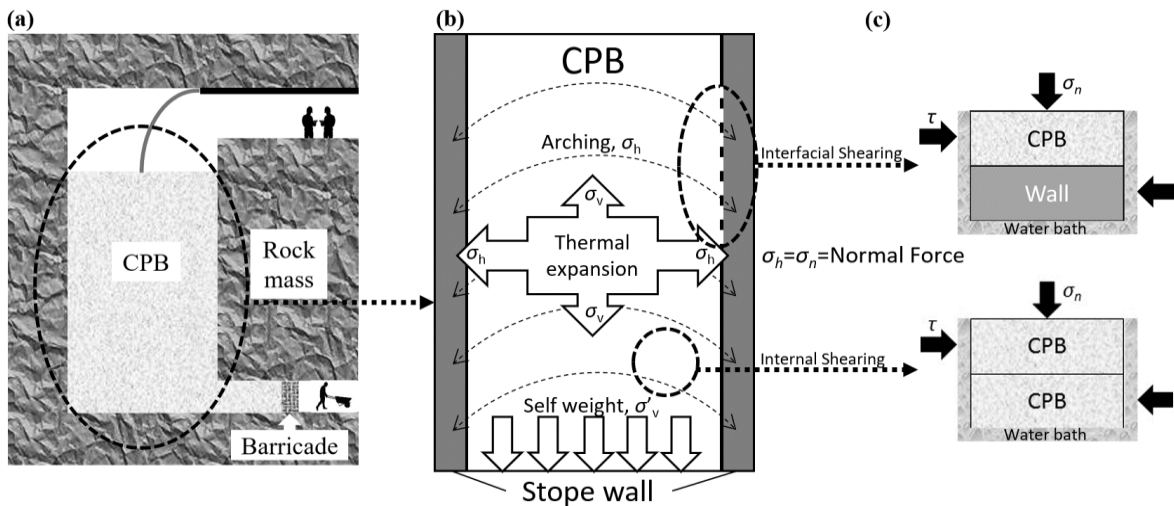 (a)
CPB
Rock
mass
Barricade
(b)
CPB
Arching, σh
σv
σh
Thermal
expansion
σh
σv
Self weight, σ'v
Stope wall
Interfacial Shearing
σh=σn=Normal Force
Internal Shearing
(c)
σn
τ
CPB
Wall
Water bath
σn
τ
CPB
CPB
Water bath